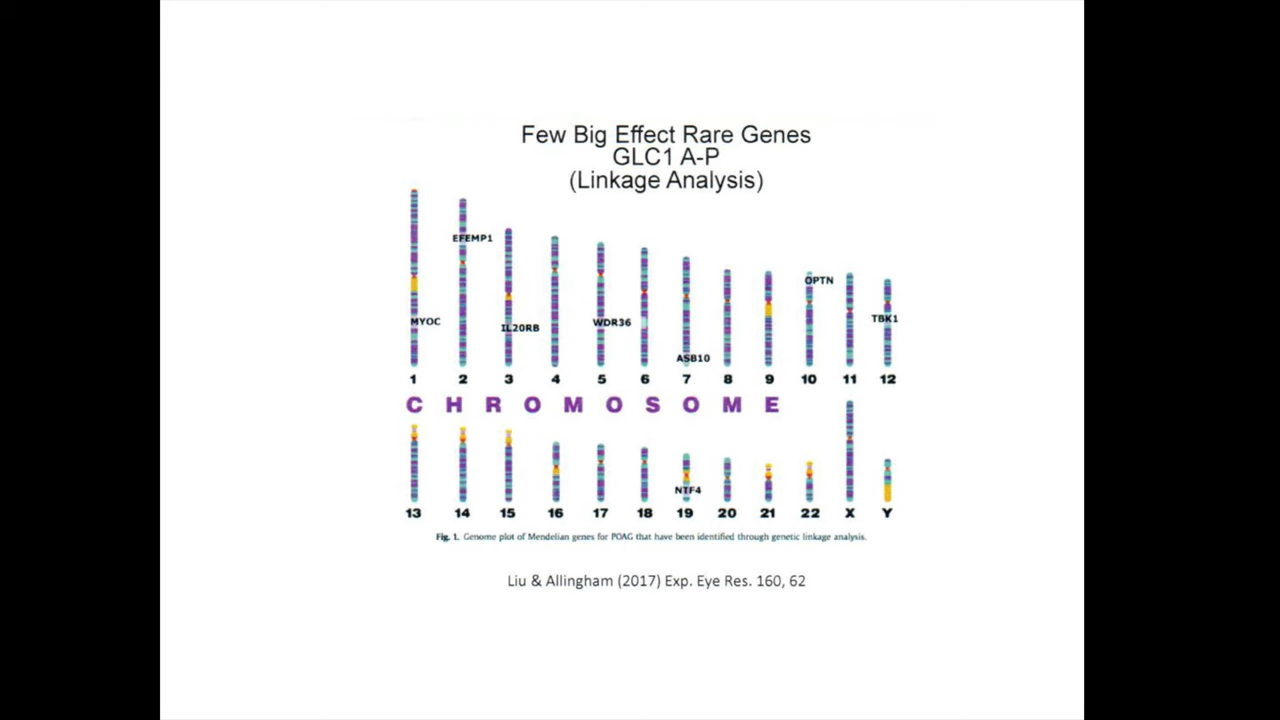 Few Big Effect Rare Genes
GLC1 A-P
(Linkage Analysis)
EFEMP1
OPTN
MYOC
IL20RB
WDR36
TBK1
ASB10
1 2 3 4 5 6 7 8 9 10 11 12
CHROMOSOME
NTF4
13 14 15 16 17 18 19 20 21 22 X Y
Fig. 1. Genome plot of Mendelian genes for POAG that have been identified through genetic linkage analysis.
Liu & Allingham (2017) Exp. Eye Res. 160, 62